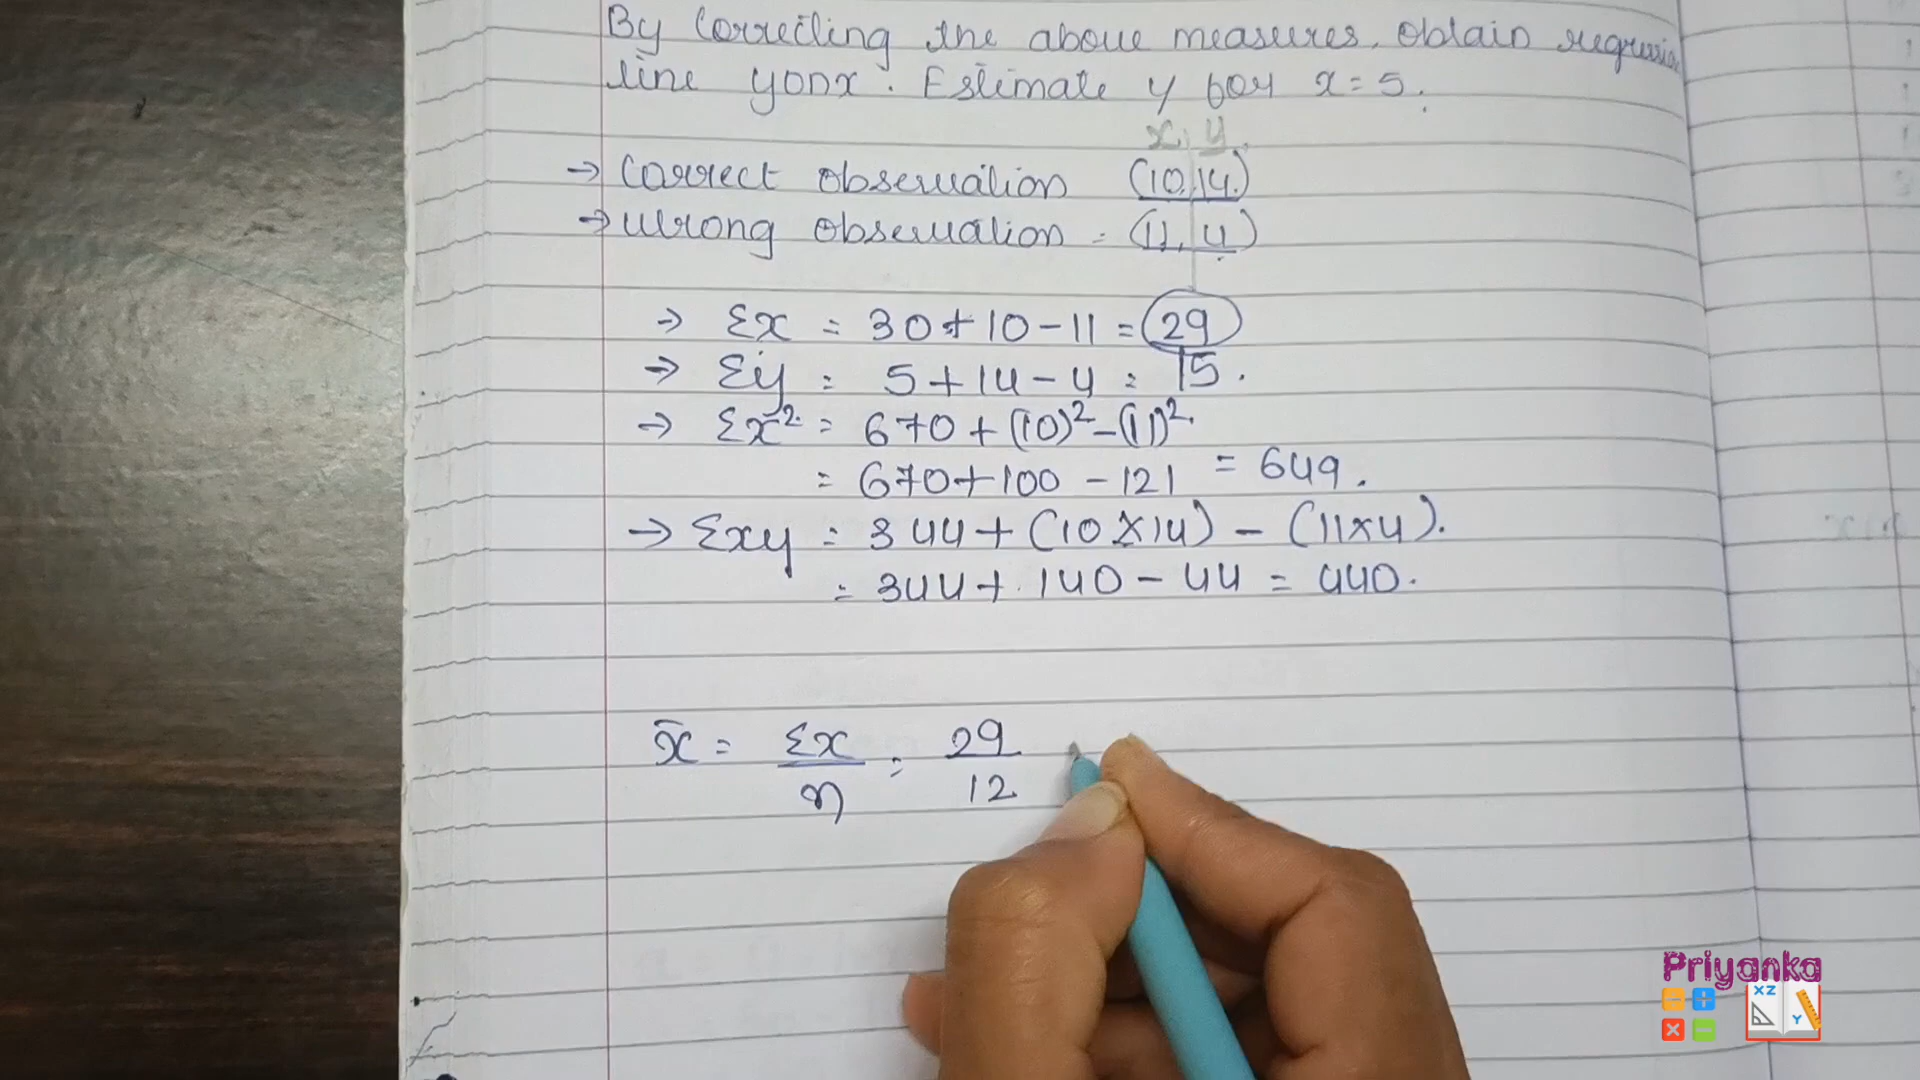 By Correcting the above measures, Obtain regression
line y on x. Estimate y for x = 5.
x, y
→ Correct observation (10, 14)
→ Wrong observation = (11, 4)
→ Σx = 30 + 10 - 11 = 29
→ Σy = 5 + 14 - 4 = 15.
→ Σx² = 670 + (10)² - (11)²
= 670 + 100 - 121 = 649.
→ Σxy = 344 + (10 × 14) - (11 × 4).
= 344 + 140 - 44 = 440.
x̄ = Σx / n = 29 / 12
Priyanka
XZ
Y